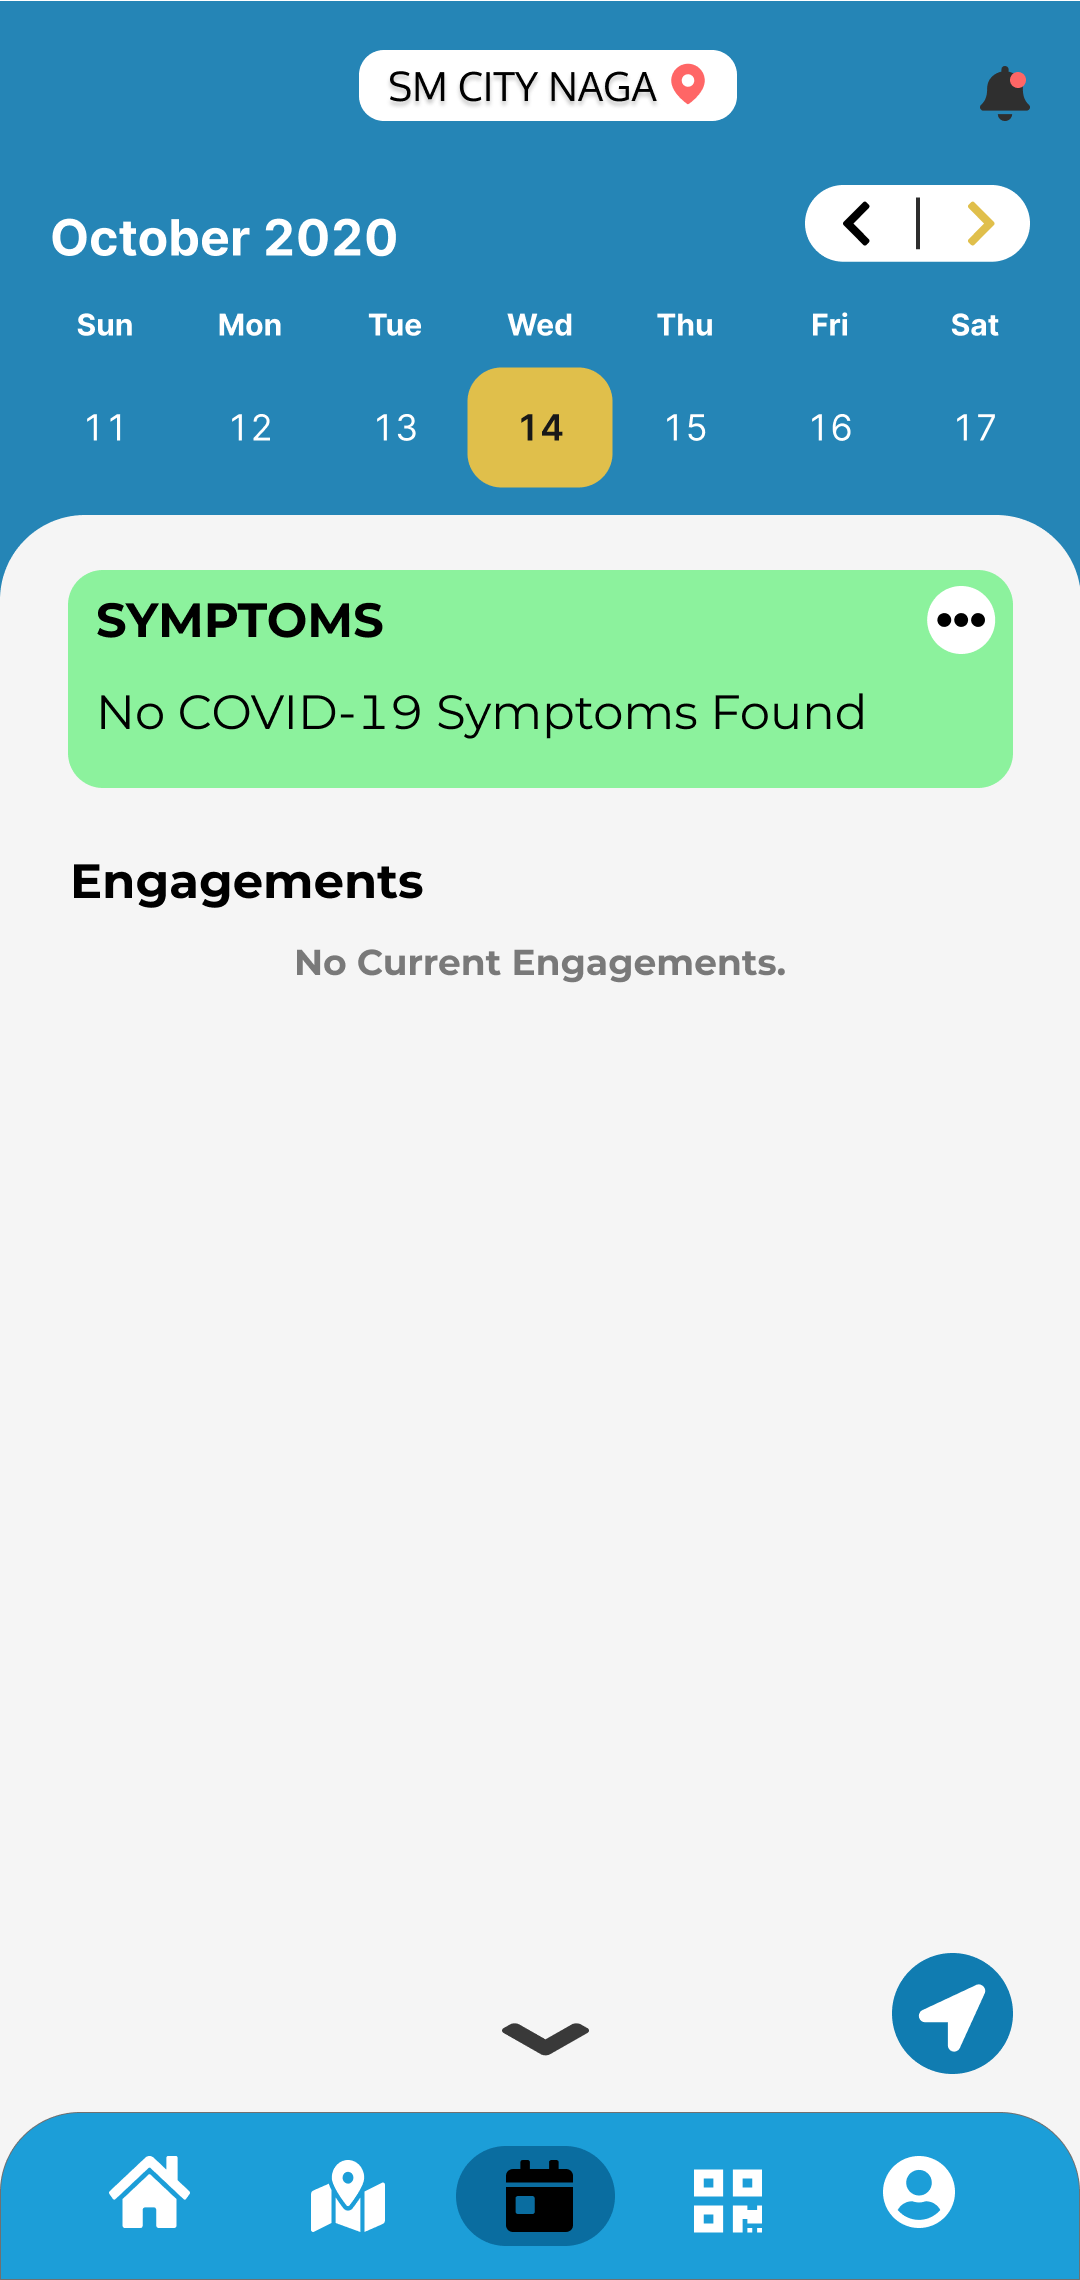 SM CITY NAGA
October 2020
Sun Mon Tue Wed Thu Fri Sat
11 12 13 14 15 16 17
SYMPTOMS
No COVID-19 Symptoms Found
Engagements
No Current Engagements.